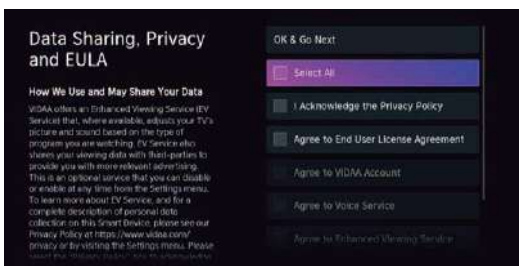 Data Sharing, Privacy
and EULA
How We Use and May Share Your Data
VIDAA offers an Enhanced Viewing Service (EV
Service) that, where available, adjusts your TV's
picture and sound based on the type of
program you are watching. EV Service also
shares your viewing data with third-parties to
provide you with more relevant advertising.
This is an optional service that you can disable
or enable at any time from the Settings menu.
To learn more about EV Service, and for a
complete description of personal data
collection on this Smart Device, please see our
Privacy Policy at https://www.vidaa.com/
privacy or by visiting the Settings menu. Please
OK & Go Next
Select All
I Acknowledge the Privacy Policy
Agree to End User License Agreement
Agree to VIDAA Account
Agree to Voice Service
Agree to Enhanced Viewing Service